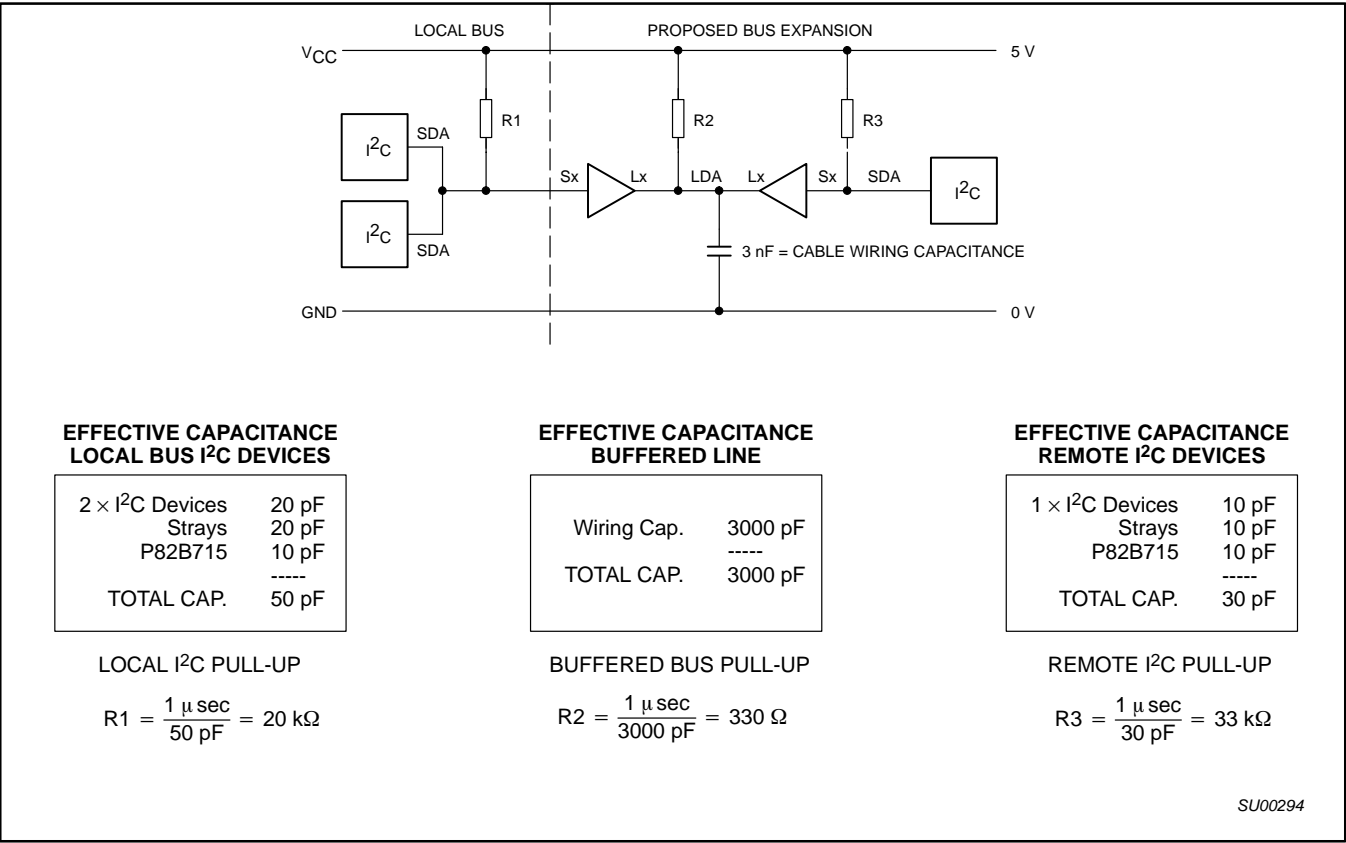 LOCAL BUS
PROPOSED BUS EXPANSION
VCC
5 V
R1
R2
R3
I2C
SDA
Sx
Lx
LDA
Lx
Sx
SDA
I2C
I2C
SDA
3 nF = CABLE WIRING CAPACITANCE
GND
0 V
EFFECTIVE CAPACITANCE
LOCAL BUS I2C DEVICES
2 × I2C Devices 20 pF
Strays 20 pF
P82B715 10 pF
-----
TOTAL CAP. 50 pF
LOCAL I2C PULL-UP
R1 = 1 μ sec / 50 pF = 20 kΩ
EFFECTIVE CAPACITANCE
BUFFERED LINE
Wiring Cap. 3000 pF
-----
TOTAL CAP. 3000 pF
BUFFERED BUS PULL-UP
R2 = 1 μ sec / 3000 pF = 330 Ω
EFFECTIVE CAPACITANCE
REMOTE I2C DEVICES
1 × I2C Devices 10 pF
Strays 10 pF
P82B715 10 pF
-----
TOTAL CAP. 30 pF
REMOTE I2C PULL-UP
R3 = 1 μ sec / 30 pF = 33 kΩ
SU00294